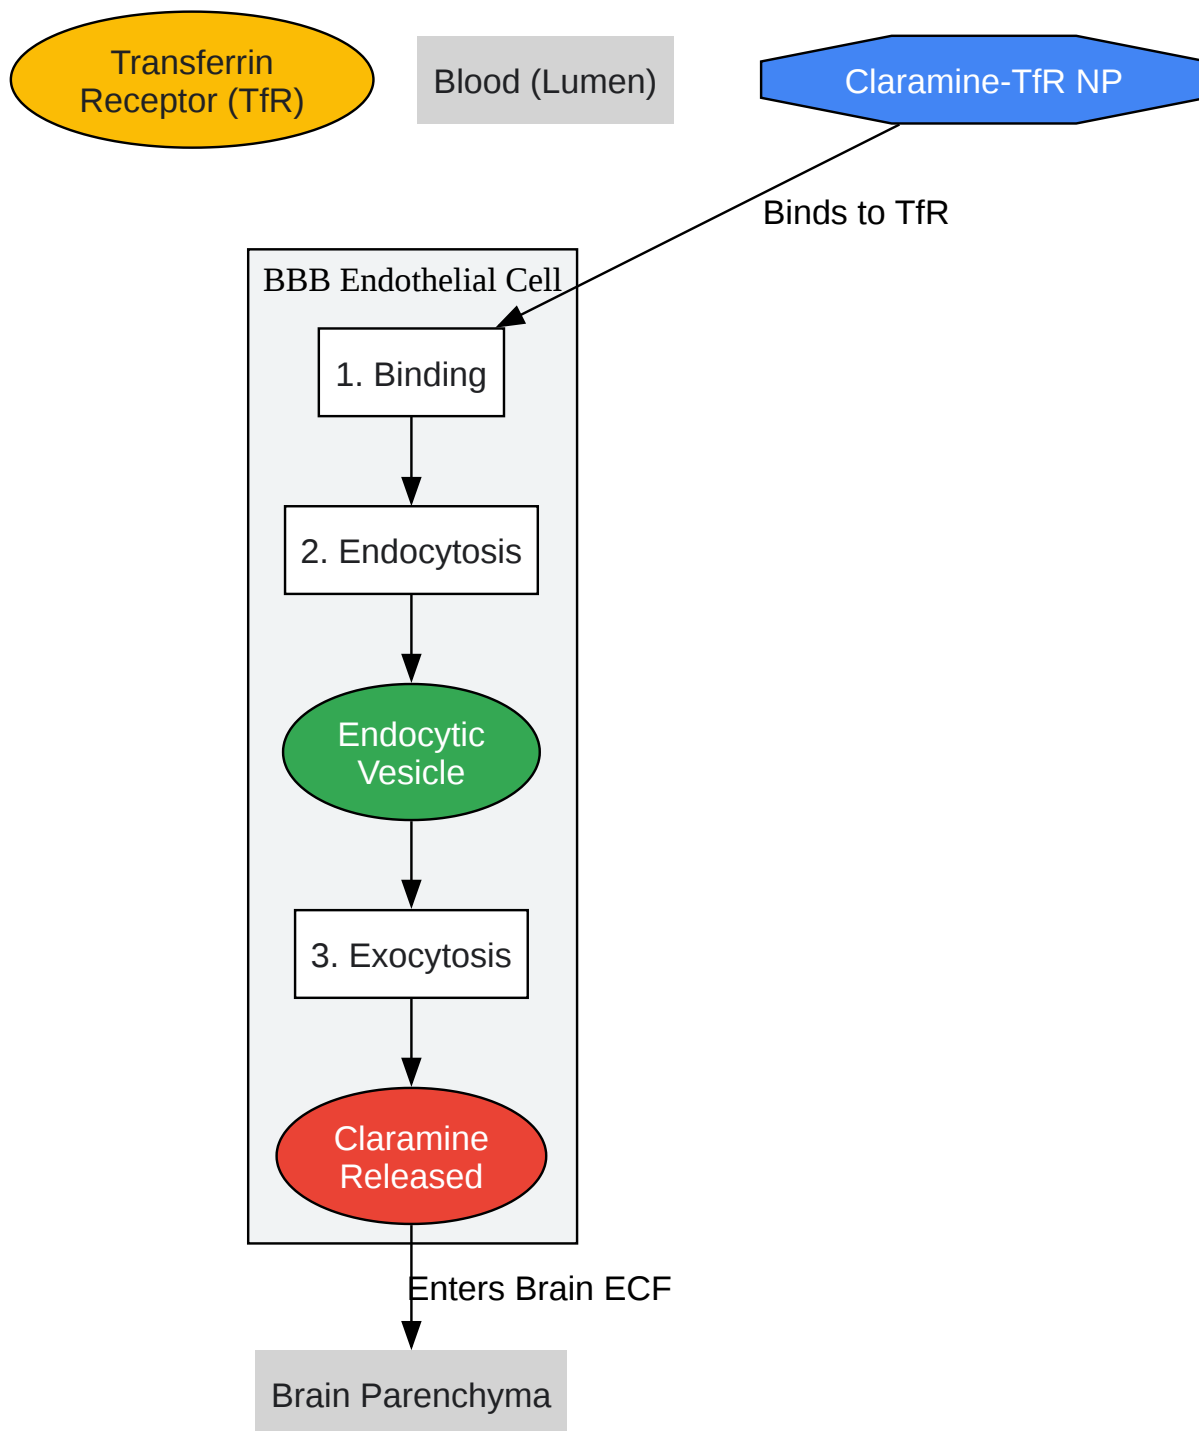 Transferrin
Receptor (TfR)
Blood (Lumen)
Claramine-TfR NP
Binds to TfR
BBB Endothelial Cell
1. Binding
2. Endocytosis
Endocytic
Vesicle
3. Exocytosis
Claramine
Released
Enters Brain ECF
Brain Parenchyma